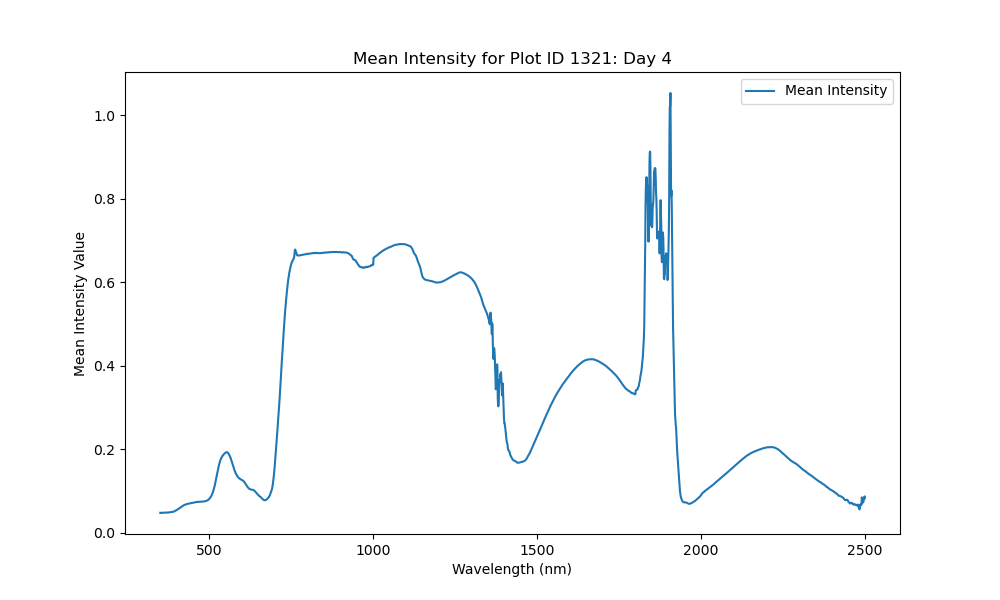 Mean Intensity for Plot ID 1321: Day 4
Mean Intensity
Mean Intensity Value
1.0
0.8
0.6
0.4
0.2
0.0
500
1000
1500
2000
2500
Wavelength (nm)